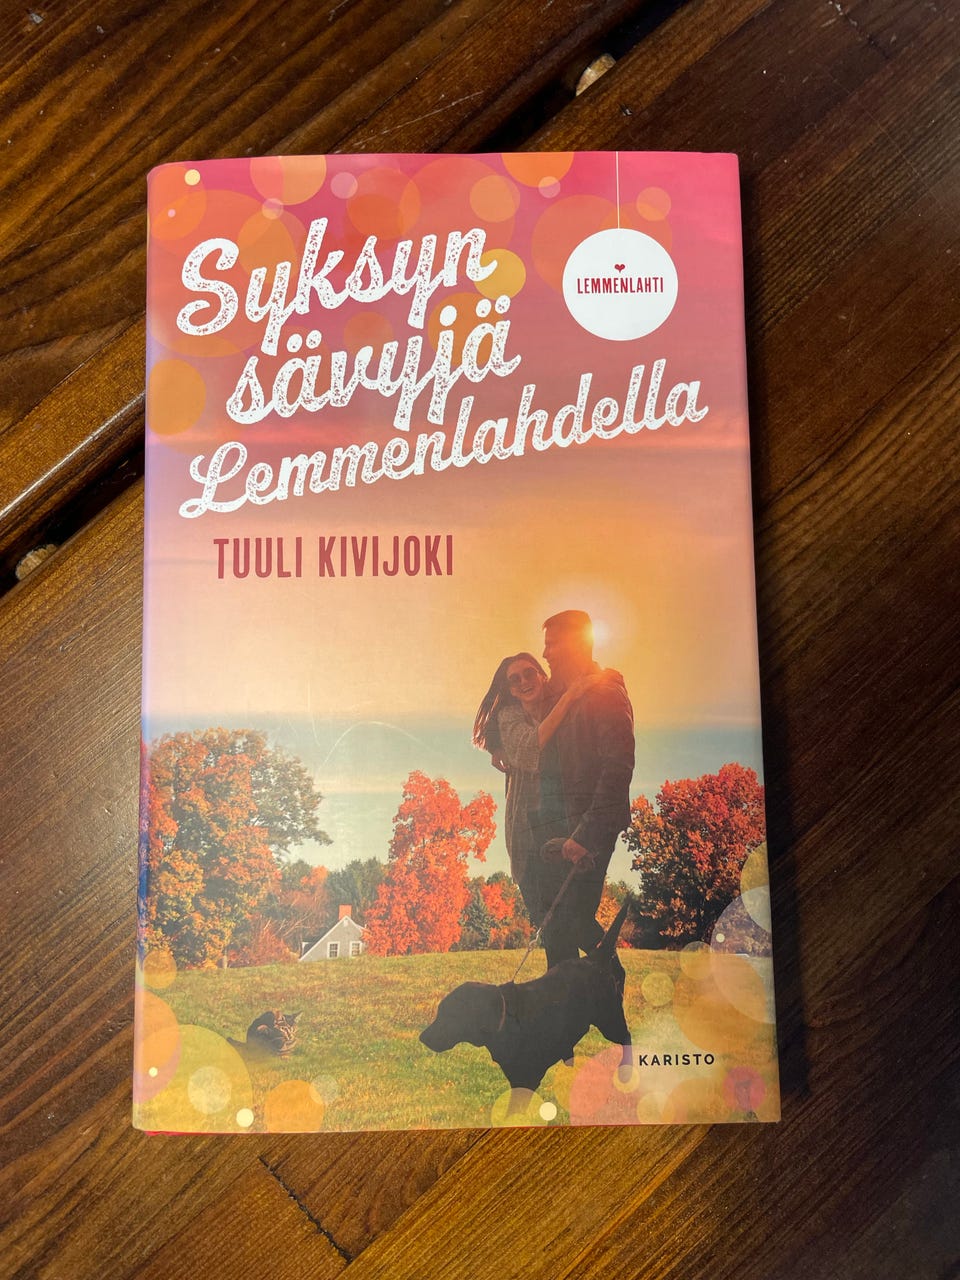 Syksyn
sävyjä
Lemmenlahdella
LEMMENLAHTI
TUULI KIVIJOKI
KARISTO